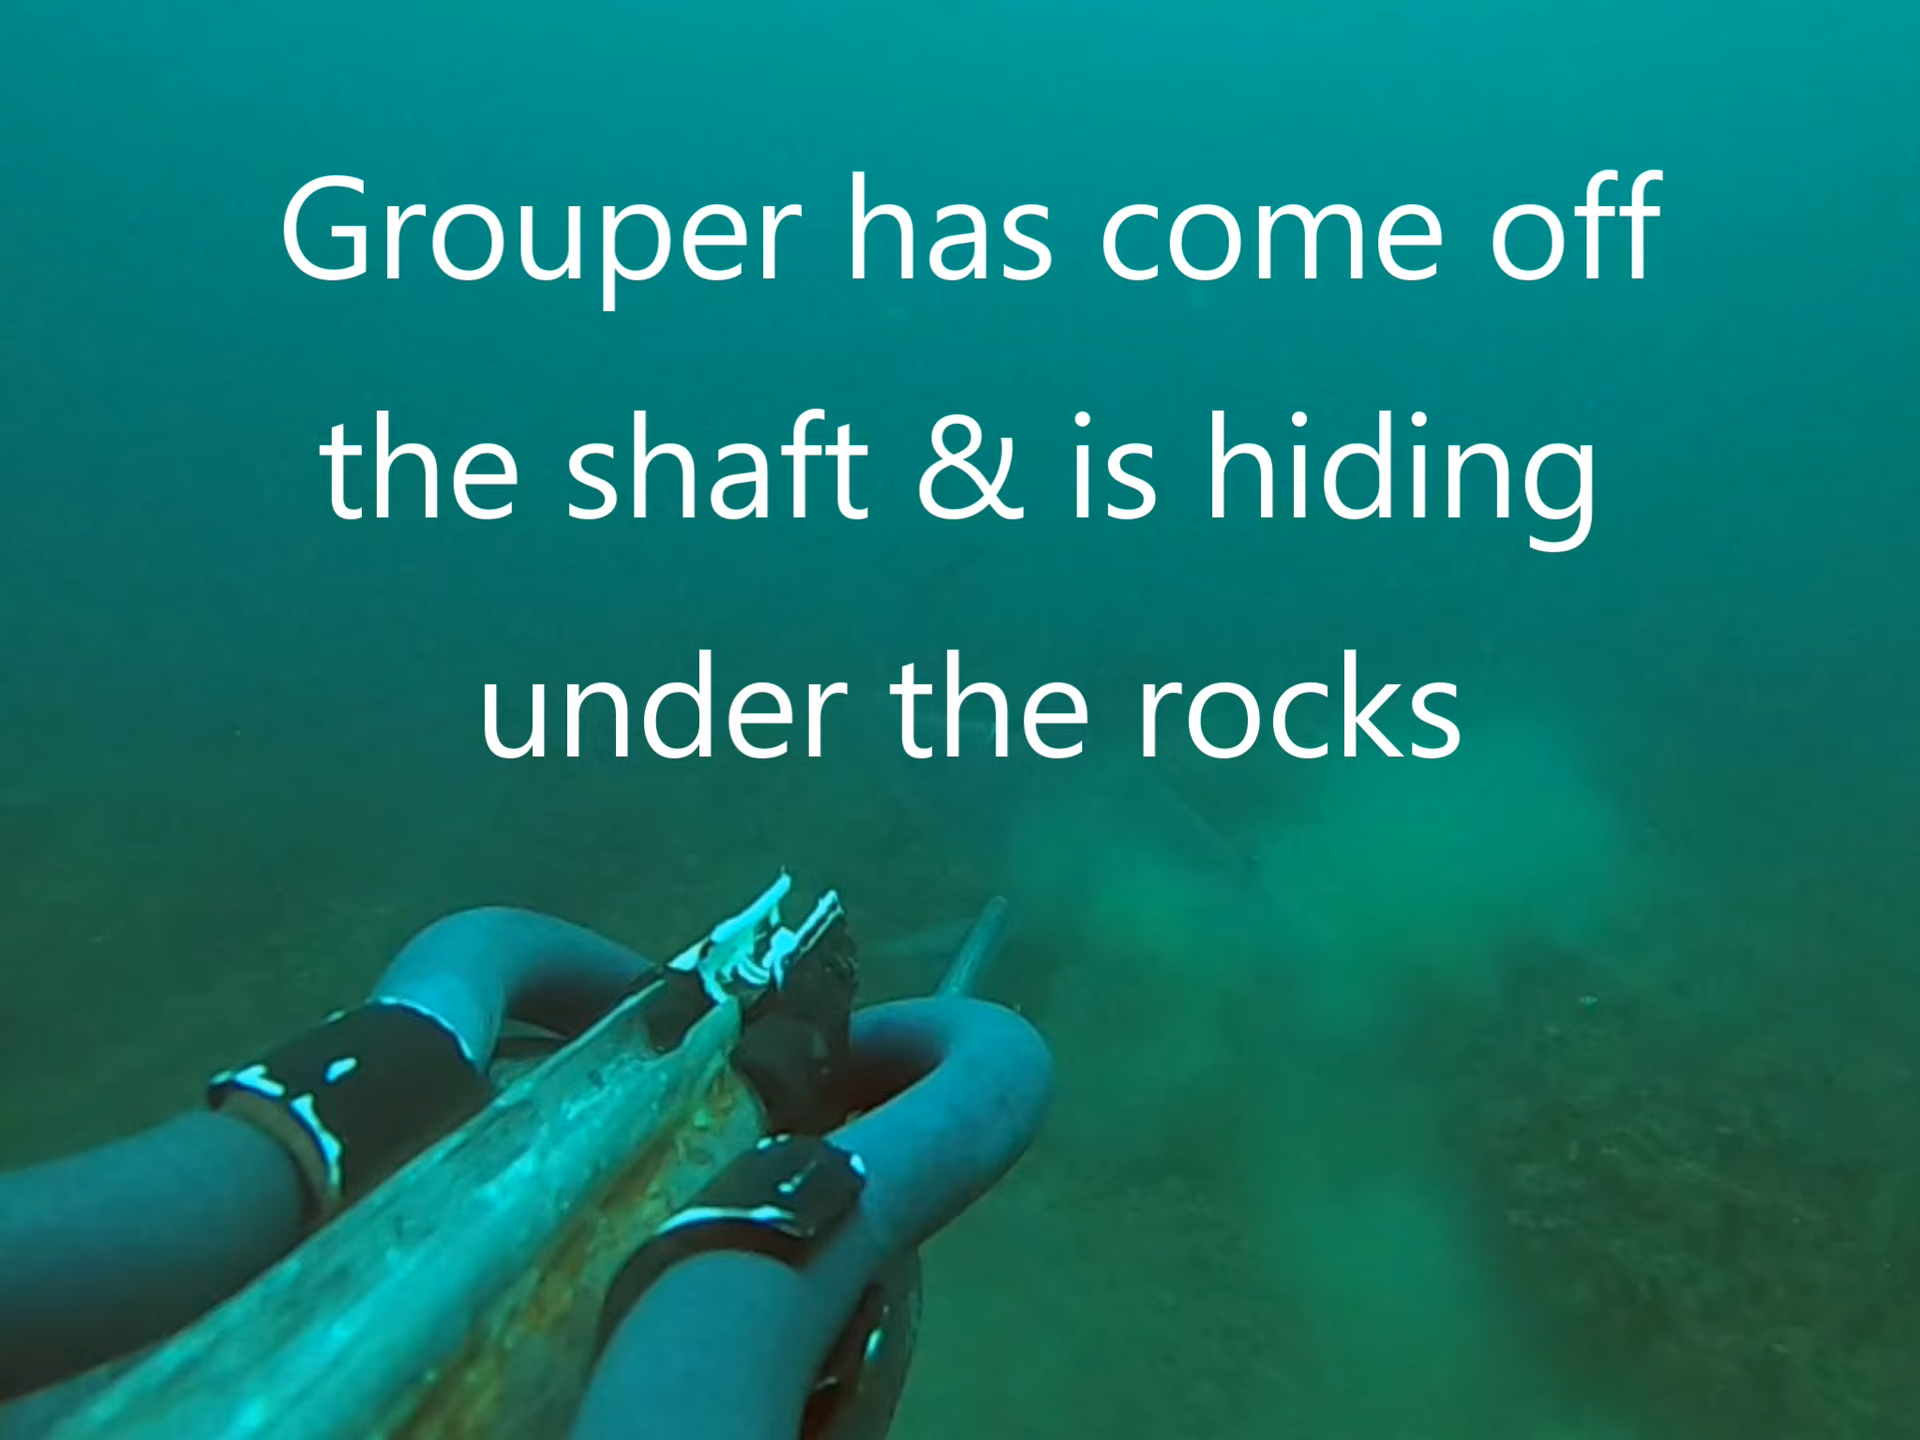 Grouper has come off
the shaft & is hiding
under the rocks